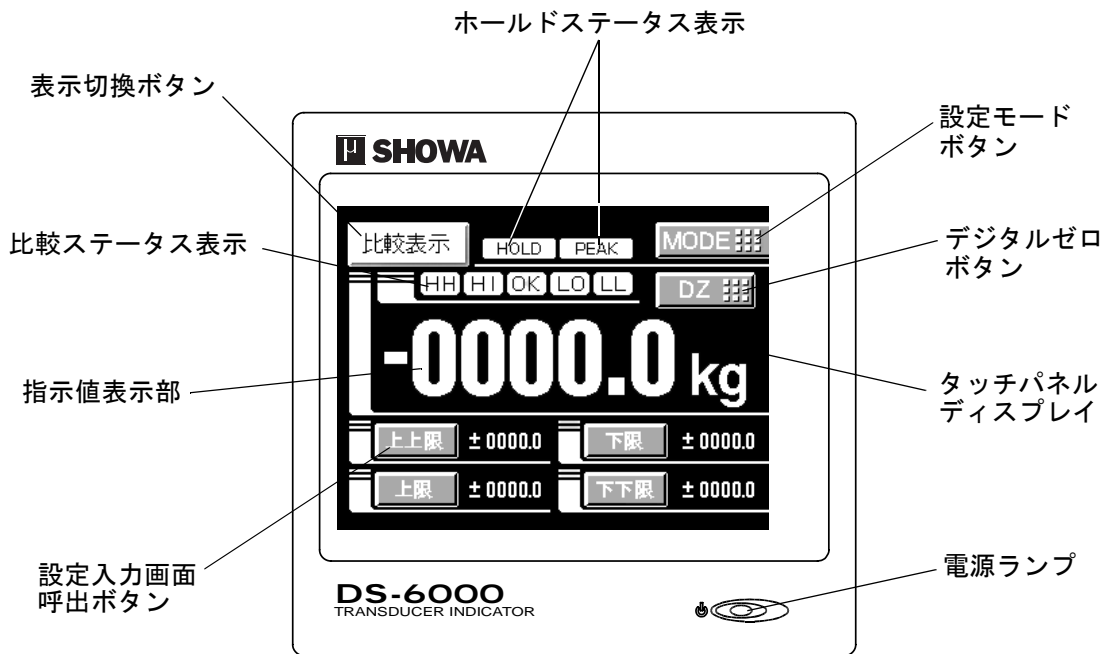 ホールドステータス表示
表示切換ボタン
設定モード
ボタン
SHOWA
比較ステータス表示
比較表示
HOLD
PEAK
MODE
デジタルゼロ
ボタン
HH
HI
OK
LO
LL
DZ
-0000.0 kg
指示値表示部
タッチパネル
ディスプレイ
上上限 ±0000.0
下限 ±0000.0
上限 ±0000.0
下下限 ±0000.0
設定入力画面
呼出ボタン
電源ランプ
DS-6000
TRANSDUCER INDICATOR